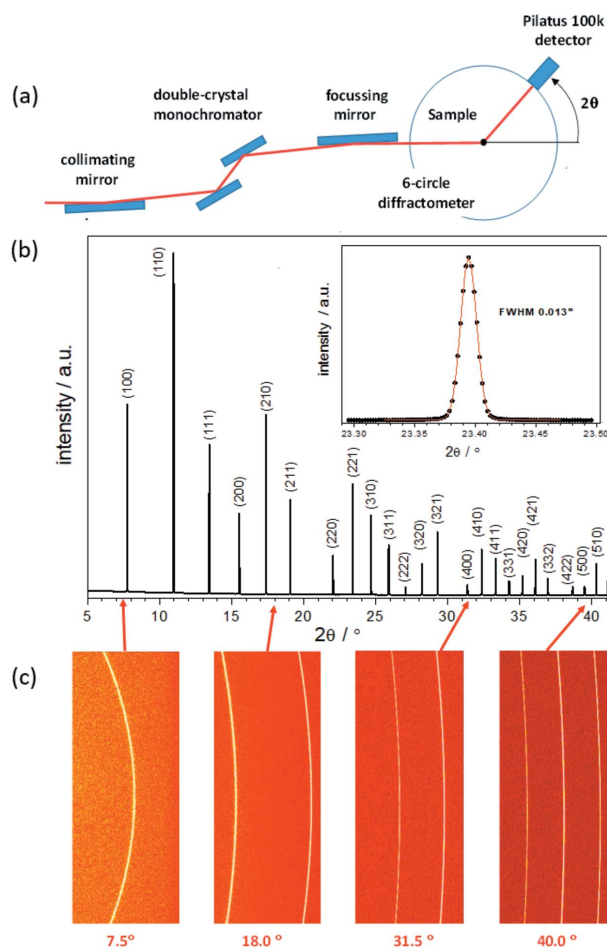 Pilatus 100k
detector
(a)
double-crystal
monochromator
focussing
mirror
Sample
2θ
collimating
mirror
6-circle
diffractometer
(b)
intensity / a.u.
(100)
(110)
(111)
(200)
(210)
(211)
(220)
(221)
(310)
(311)
(222)
(320)
(321)
(400)
(410)
(411)
(331)
(420)
(421)
(332)
(422)
(500)
(510)
intensity / a.u.
FWHM 0.013°
23.30 23.40 23.45 23.50
2θ / °
5 10 15 20 25 30 35 40
2θ / °
(c)
7.5° 18.0 ° 31.5 ° 40.0 °